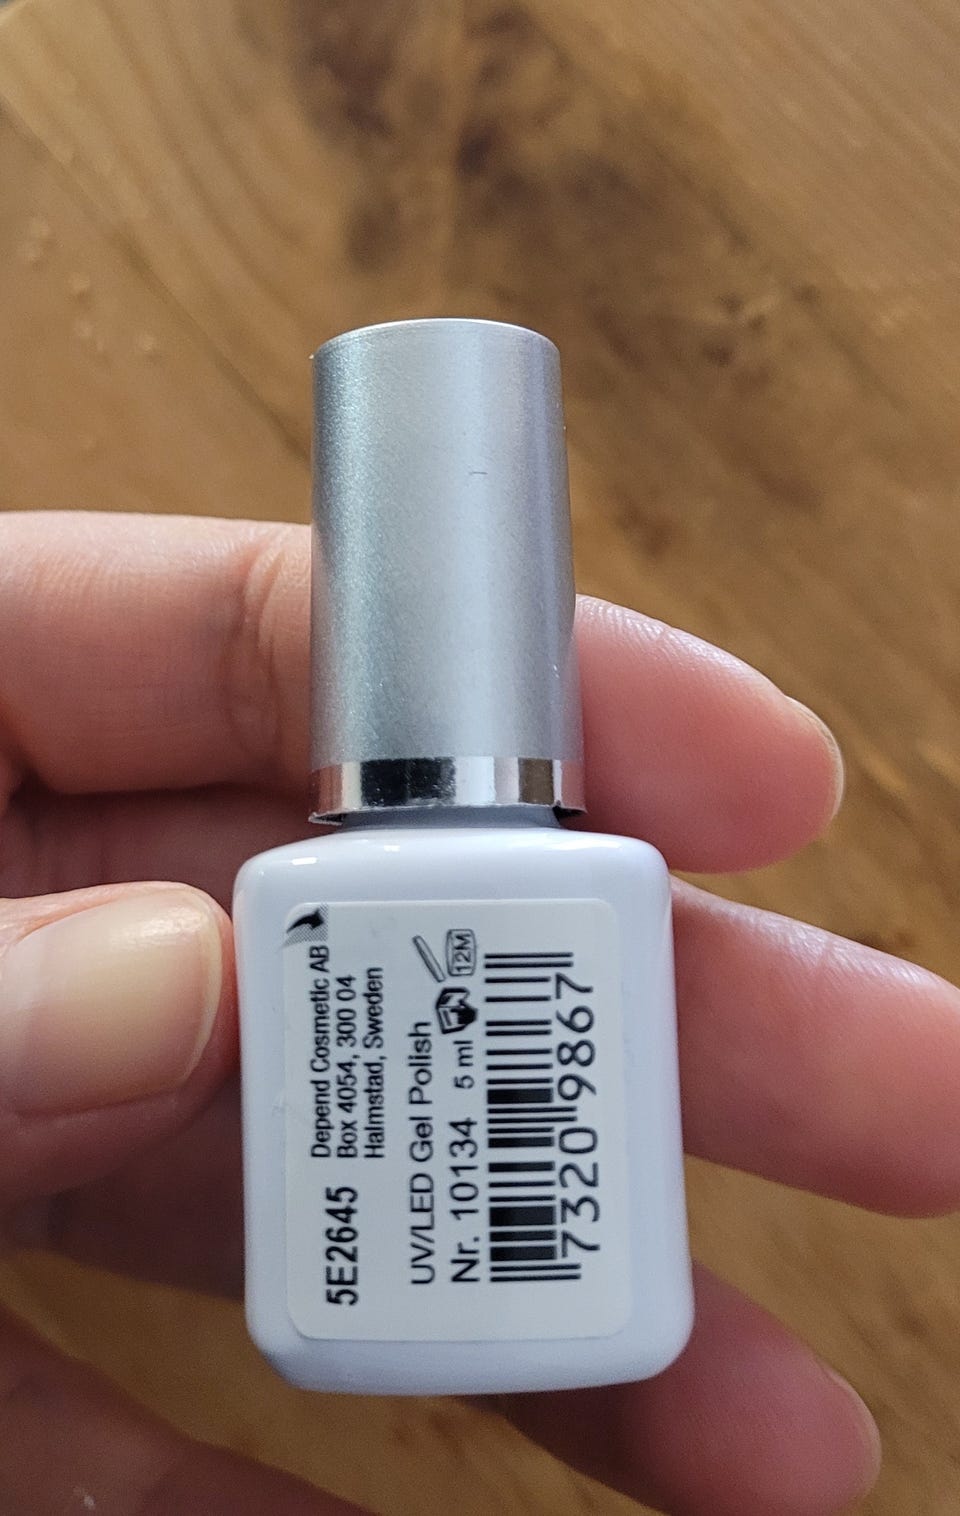 5E2645
Depend Cosmetic AB
Box 4054, 300 04
Halmstad, Sweden
UV/LED Gel Polish
Nr. 10134 5 ml
12M
7320 9867